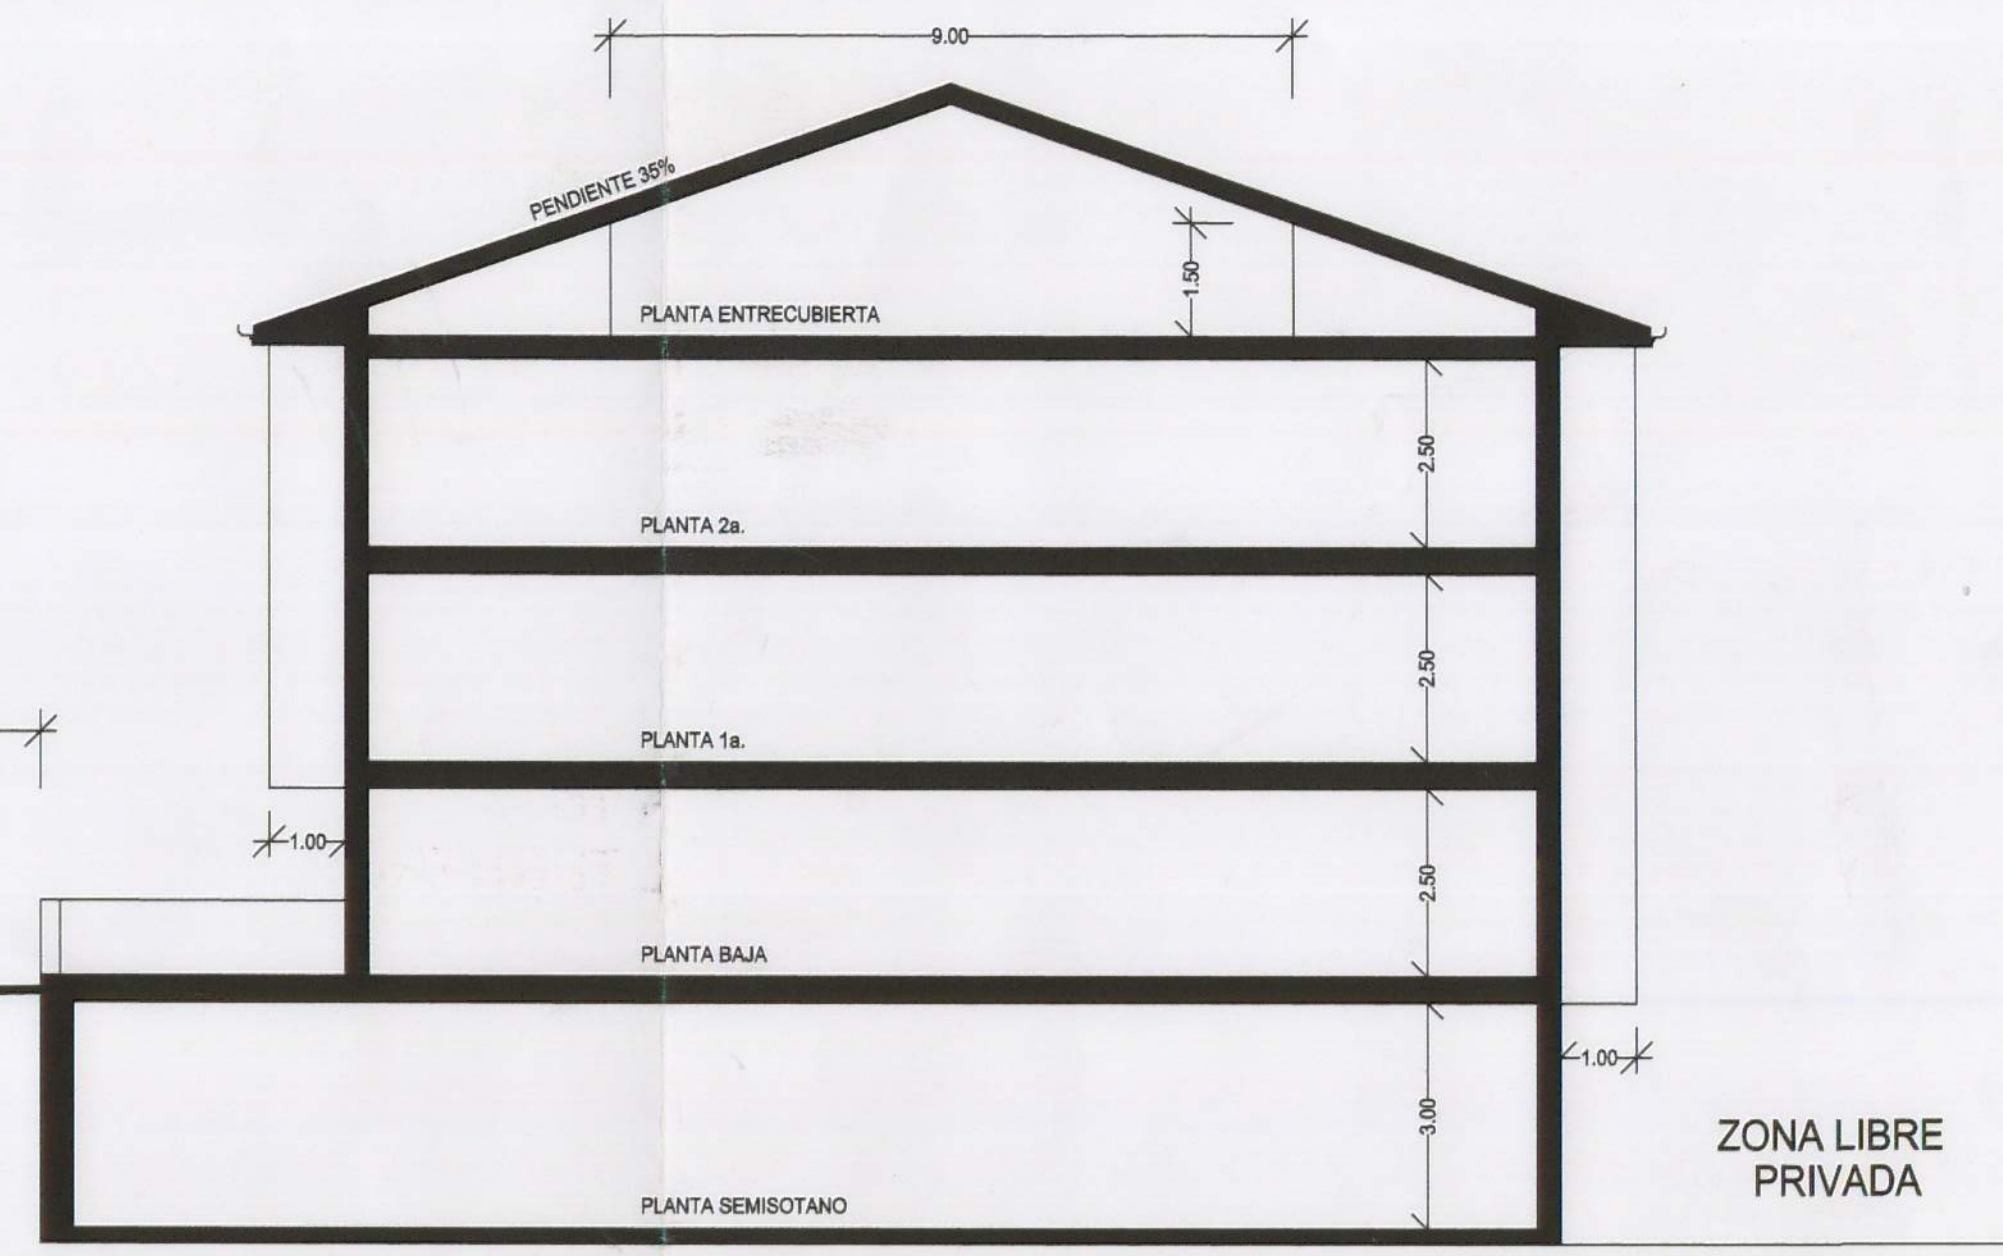 9.00
PENDIENTE 35%
1.50
PLANTA ENTRECUBIERTA
2.50
PLANTA 2a.
2.50
PLANTA 1a.
1.00
2.50
PLANTA BAJA
1.00
3.00
ZONA LIBRE
PRIVADA
PLANTA SEMISOTANO